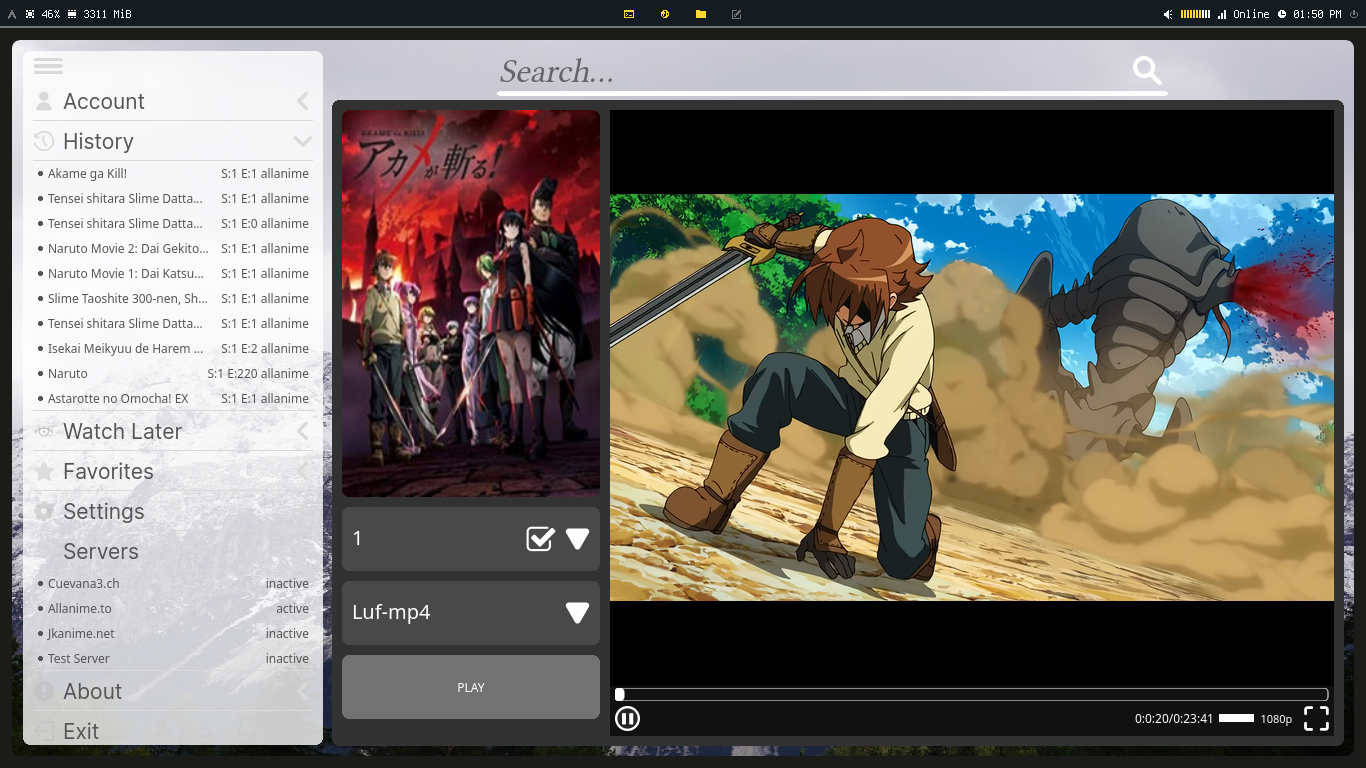 46% 3311 MiB
Online 01:50 PM
Search...
Account
History
Akame ga Kill! S:1 E:1 allanime
Tensei shitara Slime Datta... S:1 E:1 allanime
Tensei shitara Slime Datta... S:1 E:0 allanime
Naruto Movie 2: Dai Gekito... S:1 E:1 allanime
Naruto Movie 1: Dai Katsu... S:1 E:1 allanime
Slime Taoshite 300-nen, Sh... S:1 E:1 allanime
Tensei shitara Slime Datta... S:1 E:1 allanime
Isekai Meikyuu de Harem ... S:1 E:2 allanime
Naruto S:1 E:220 allanime
Astarotte no Omocha! EX S:1 E:1 allanime
Watch Later
Favorites
Settings
Servers
Cuevana3.ch inactive
Allanime.to active
Jkanime.net inactive
Test Server inactive
About
Exit
AKAME GA KILL!
アカメが斬る!
1
Luf-mp4
PLAY
0:0:20/0:23:41
1080p